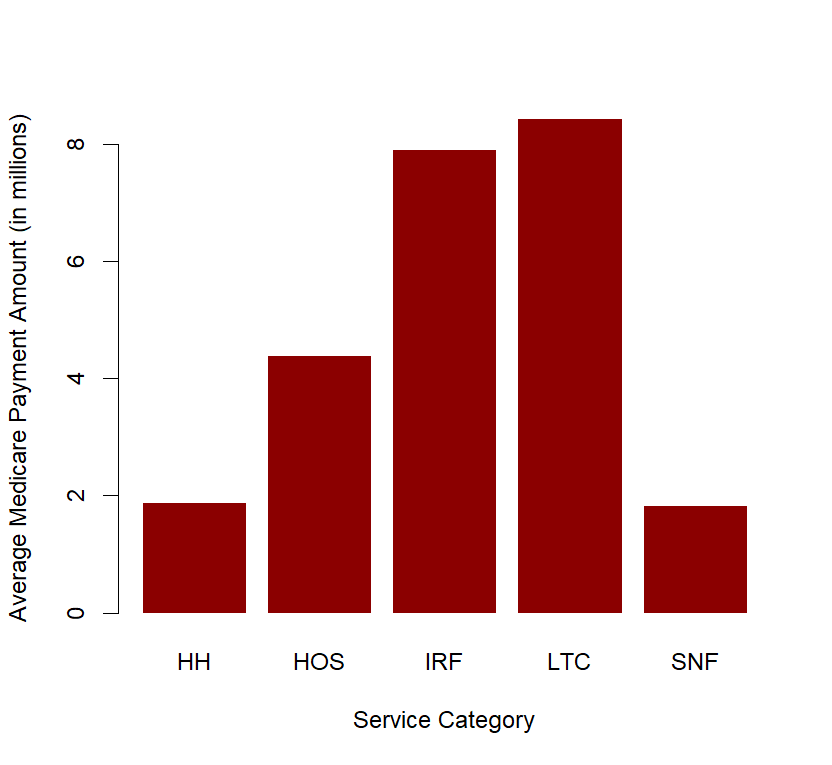 Average Medicare Payment Amount (in millions)
8
6
4
2
0
HH HOS IRF LTC SNF
Service Category